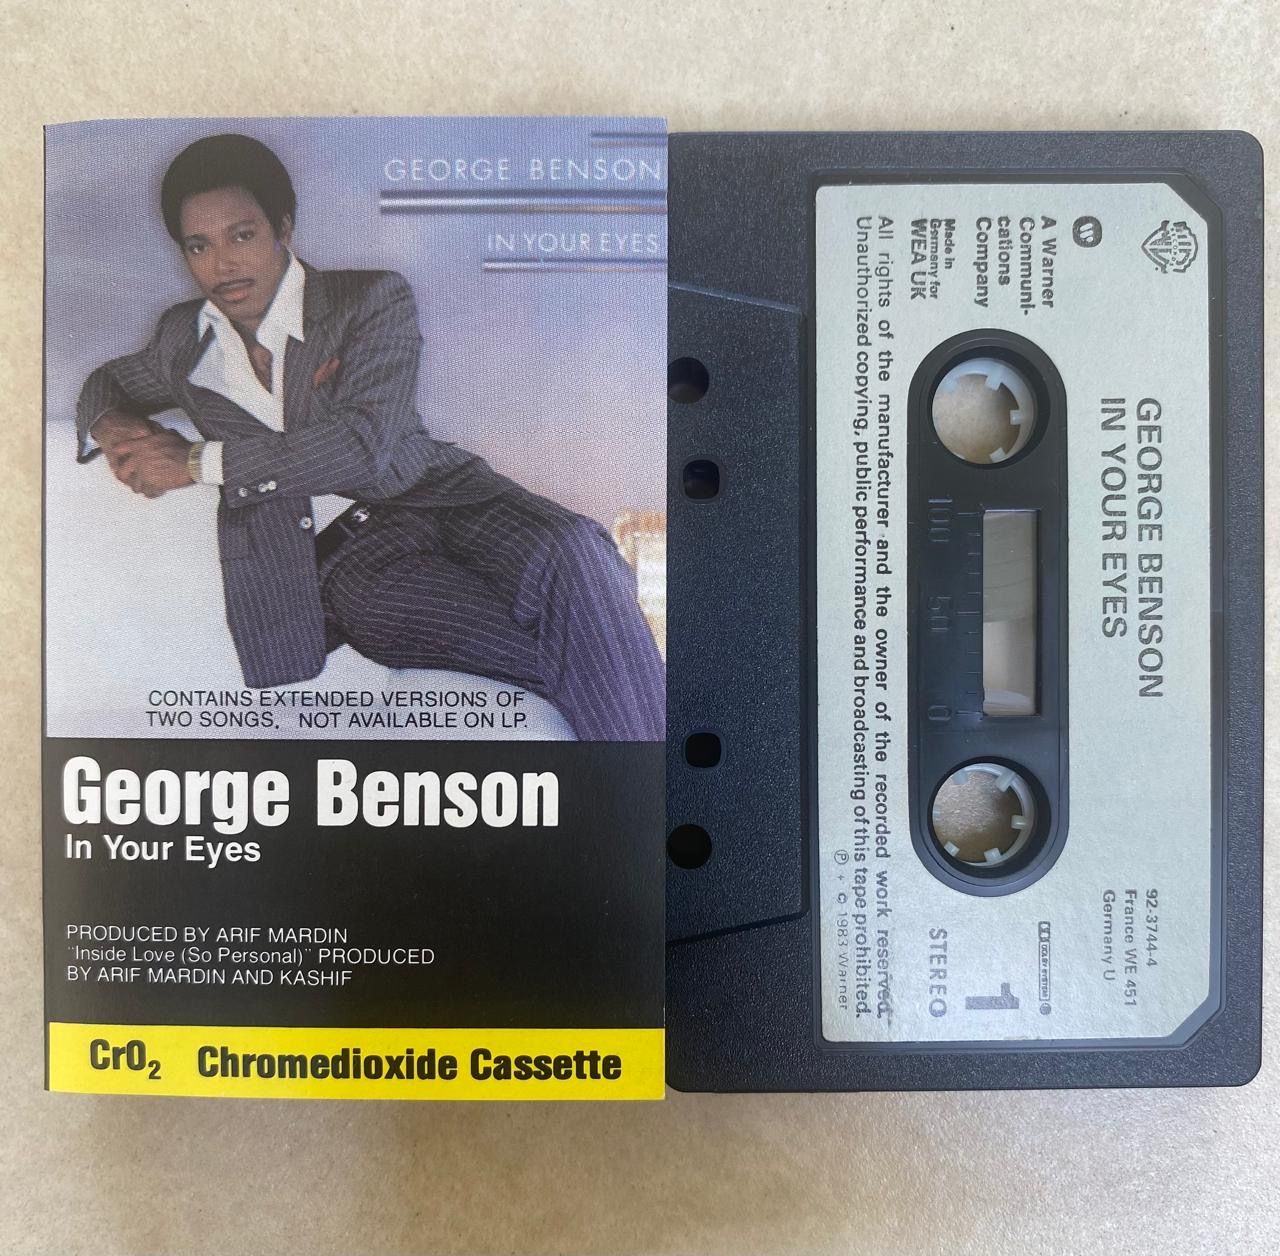 GEORGE BENSON
IN YOUR EYES
CONTAINS EXTENDED VERSIONS OF
TWO SONGS. NOT AVAILABLE ON LP.
George Benson
In Your Eyes
PRODUCED BY ARIF MARDIN
"Inside Love (So Personal)" PRODUCED
BY ARIF MARDIN AND KASHIF
CrO2 Chromedioxide Cassette
GEORGE BENSON
IN YOUR EYES
92-3744-4
France WE 451
Germany U
A Warner
Communi-
cations
Company
Made in
Germany for
WEA UK
100 50 0
DOLBY SYSTEM
1
STEREO
All rights of the manufacturer and the owner of the recorded work reserved.
Unauthorized copying, public performance and broadcasting of this tape prohibited.
℗ + © 1983 Warner